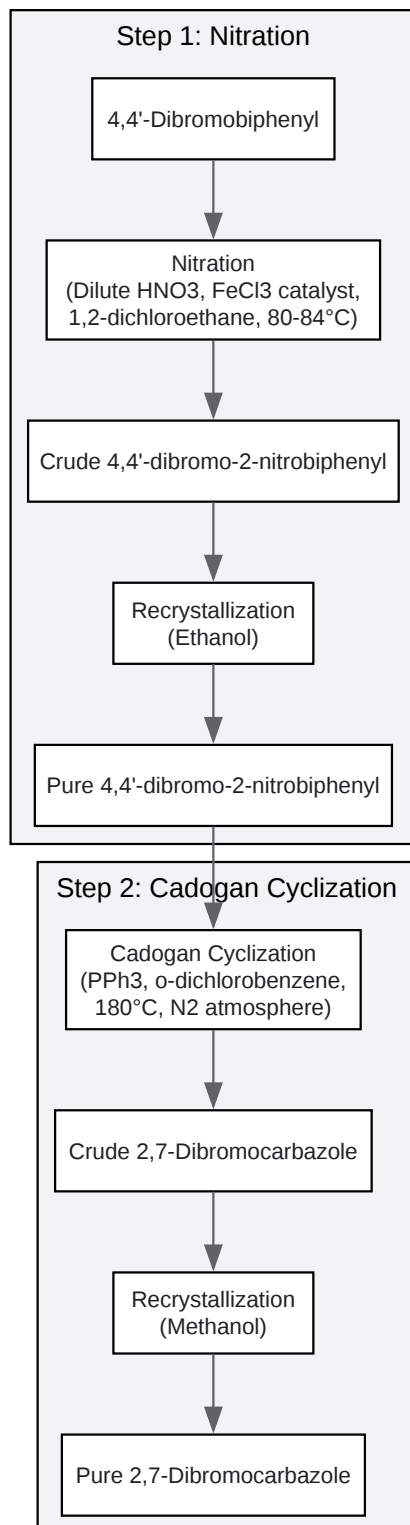 Step 1: Nitration
4,4'-Dibromobiphenyl
Nitration
(Dilute HNO3, FeCl3 catalyst,
1,2-dichloroethane, 80-84°C)
Crude 4,4'-dibromo-2-nitrobiphenyl
Recrystallization
(Ethanol)
Pure 4,4'-dibromo-2-nitrobiphenyl
Step 2: Cadogan Cyclization
Cadogan Cyclization
(PPh3, o-dichlorobenzene,
180°C, N2 atmosphere)
Crude 2,7-Dibromocarbazole
Recrystallization
(Methanol)
Pure 2,7-Dibromocarbazole